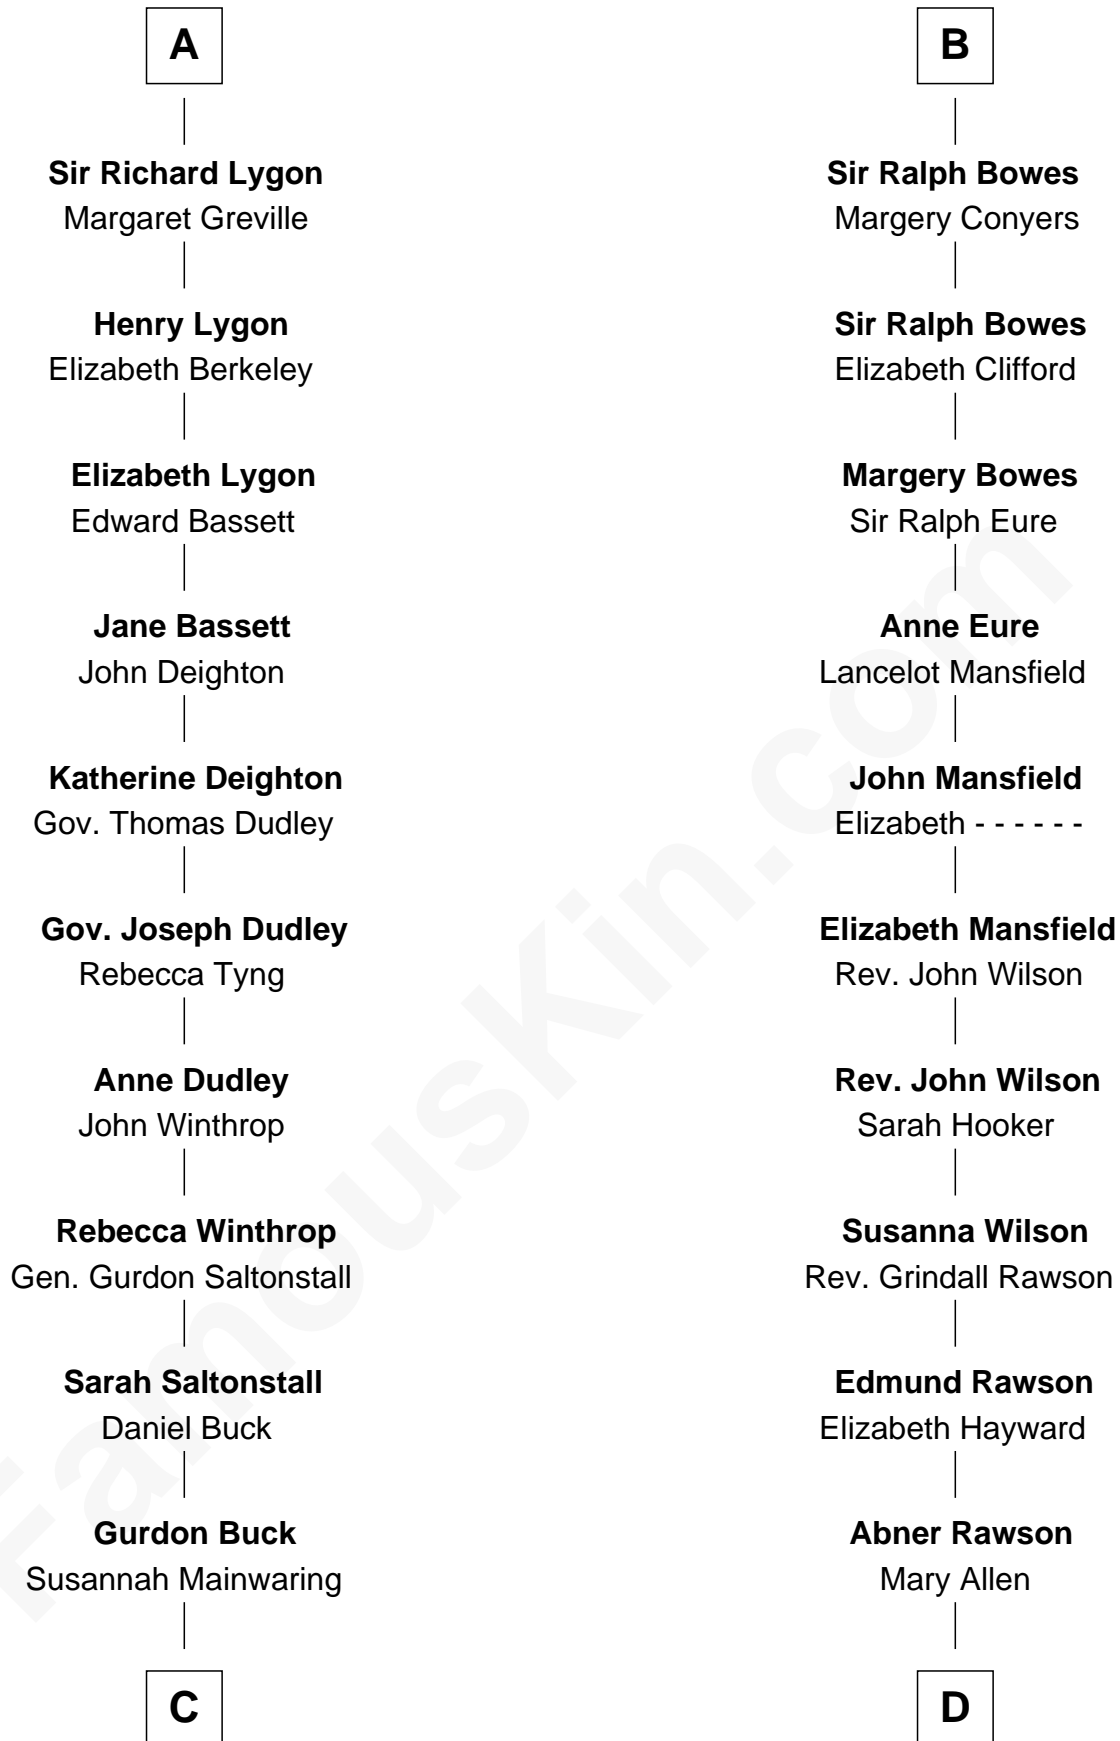 A
Sir Richard Lygon
Margaret Greville
Henry Lygon
Elizabeth Berkeley
Elizabeth Lygon
Edward Bassett
Jane Bassett
John Deighton
Katherine Deighton
Gov. Thomas Dudley
Gov. Joseph Dudley
Rebecca Tyng
Anne Dudley
John Winthrop
Rebecca Winthrop
Gen. Gurdon Saltonstall
Sarah Saltonstall
Daniel Buck
Gurdon Buck
Susannah Mainwaring
C
B
Sir Ralph Bowes
Margery Conyers
Sir Ralph Bowes
Elizabeth Clifford
Margery Bowes
Sir Ralph Eure
Anne Eure
Lancelot Mansfield
John Mansfield
Elizabeth - - - - - -
Elizabeth Mansfield
Rev. John Wilson
Rev. John Wilson
Sarah Hooker
Susanna Wilson
Rev. Grindall Rawson
Edmund Rawson
Elizabeth Hayward
Abner Rawson
Mary Allen
D
FamousKin.com